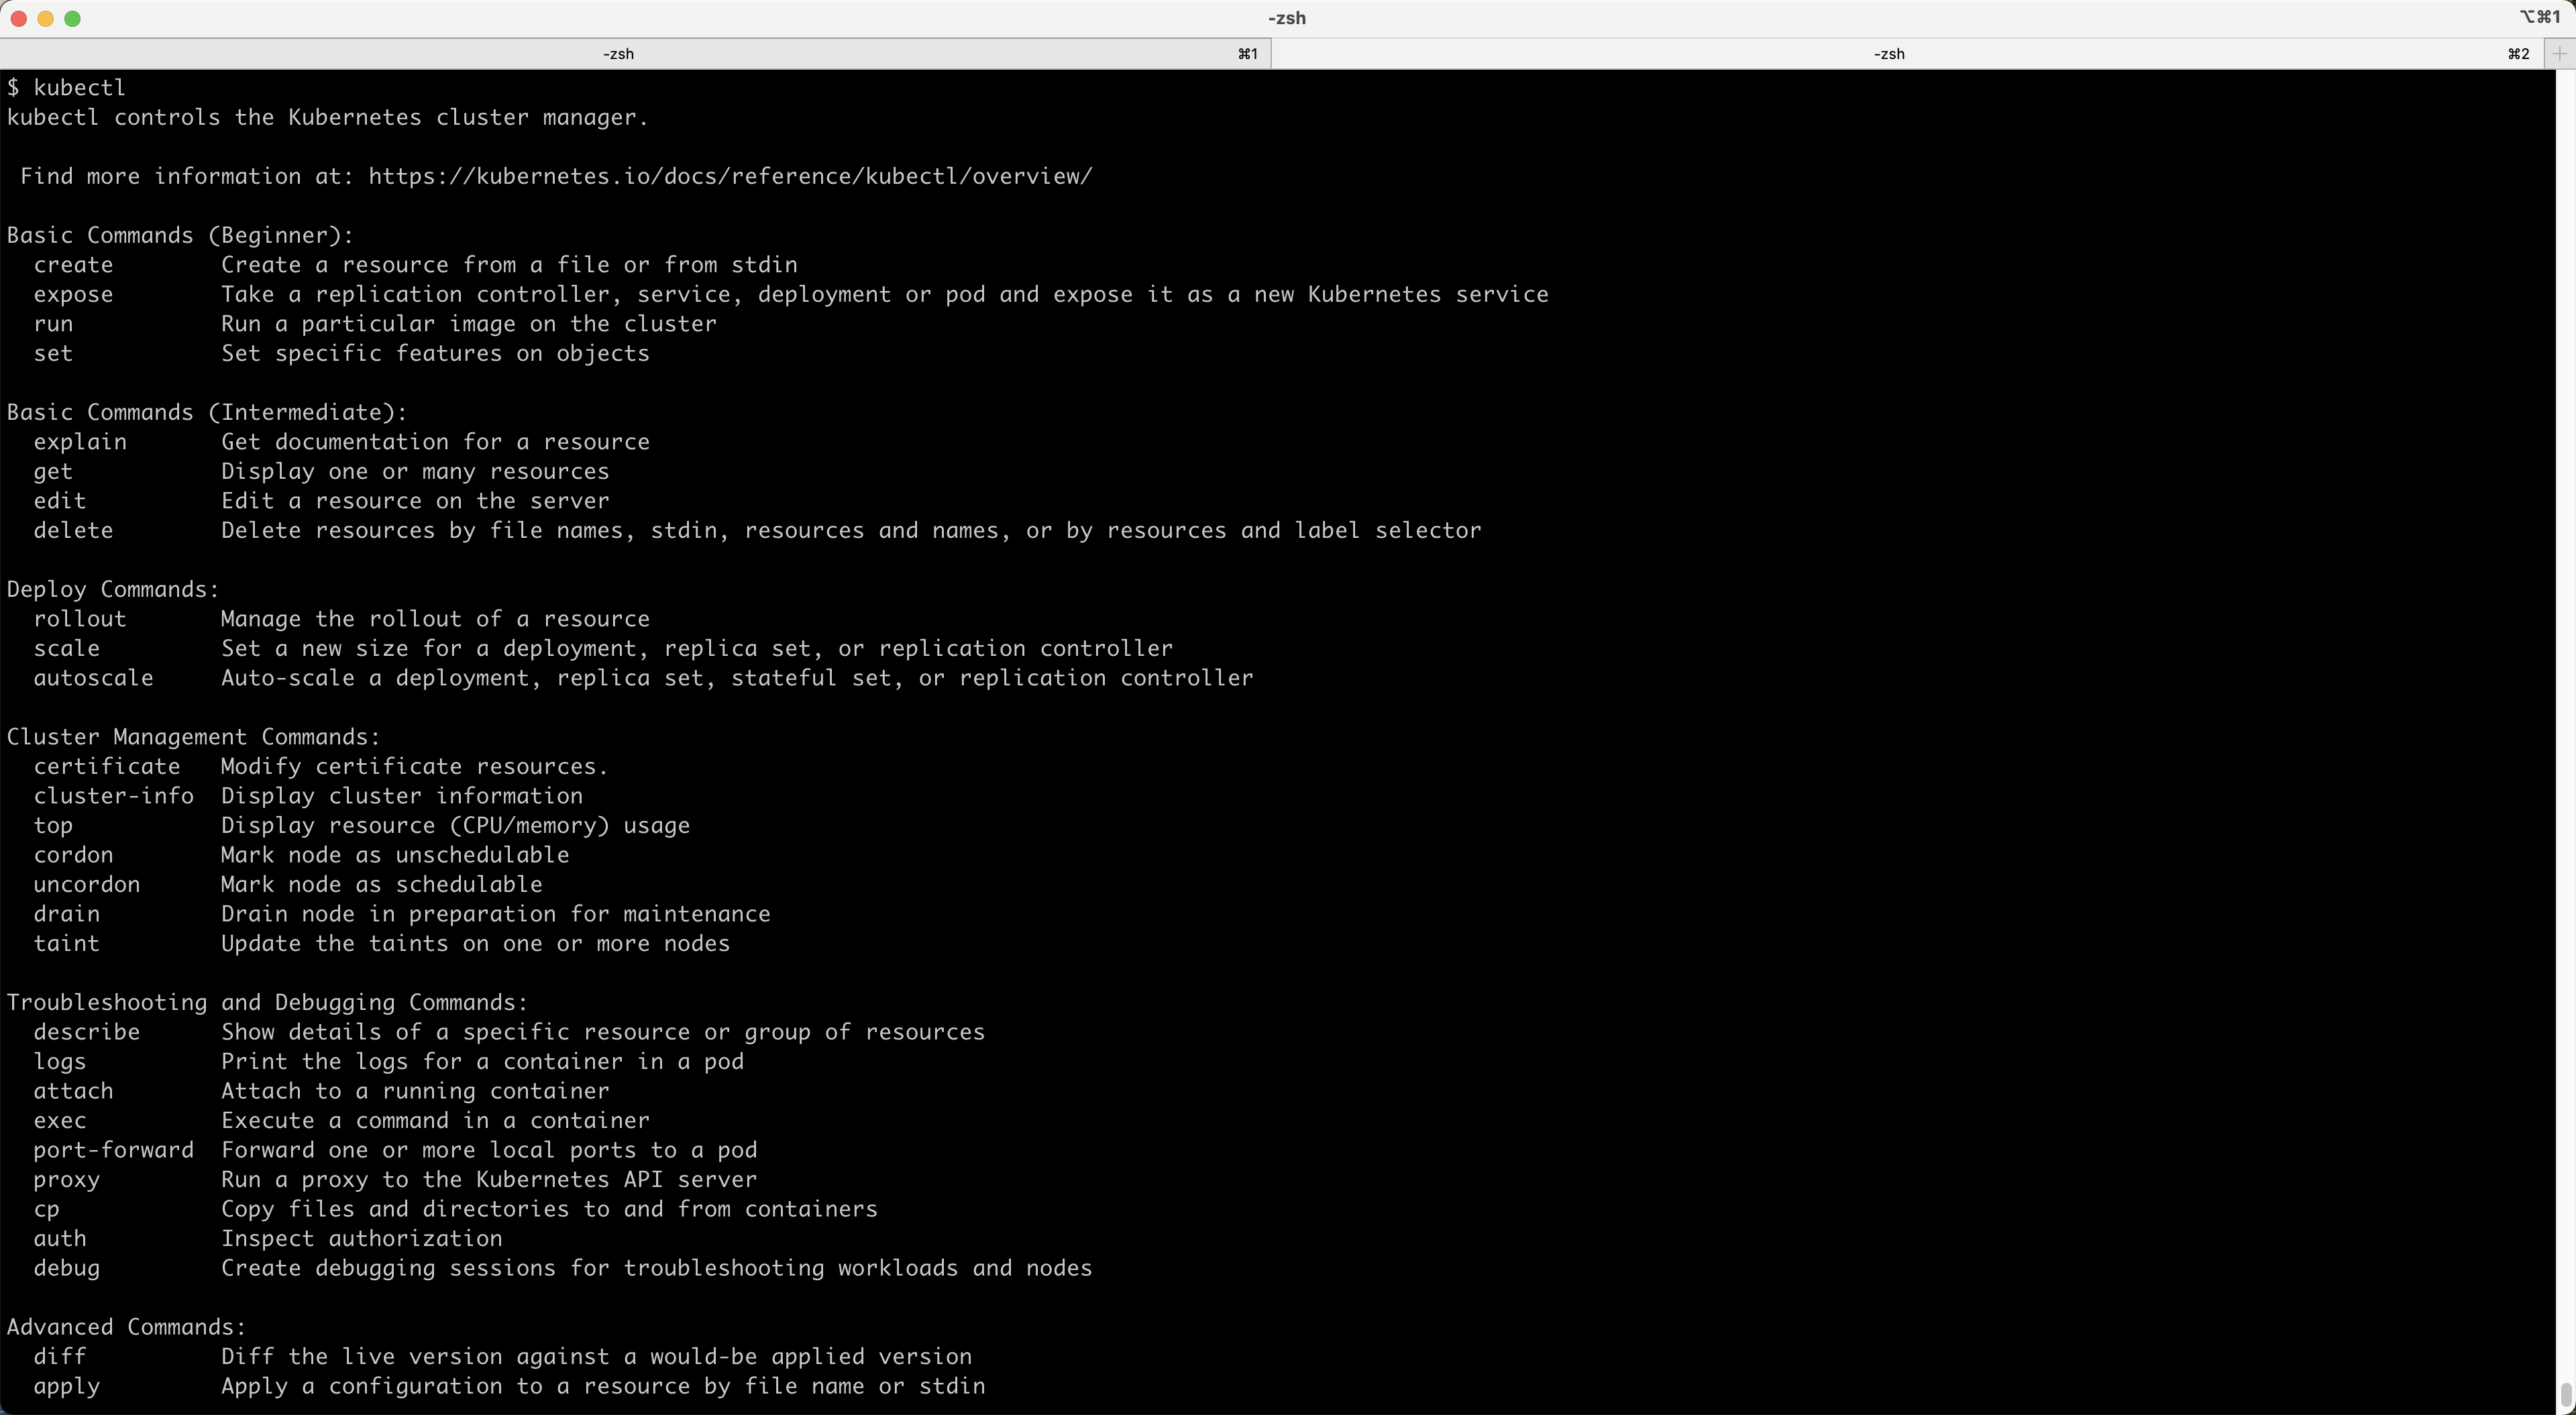 -zsh ⌥⌘1
-zsh ⌘1 -zsh ⌘2 +
$ kubectl
kubectl controls the Kubernetes cluster manager.

 Find more information at: https://kubernetes.io/docs/reference/kubectl/overview/

Basic Commands (Beginner):
  create        Create a resource from a file or from stdin
  expose        Take a replication controller, service, deployment or pod and expose it as a new Kubernetes service
  run           Run a particular image on the cluster
  set           Set specific features on objects

Basic Commands (Intermediate):
  explain       Get documentation for a resource
  get           Display one or many resources
  edit          Edit a resource on the server
  delete        Delete resources by file names, stdin, resources and names, or by resources and label selector

Deploy Commands:
  rollout       Manage the rollout of a resource
  scale         Set a new size for a deployment, replica set, or replication controller
  autoscale     Auto-scale a deployment, replica set, stateful set, or replication controller

Cluster Management Commands:
  certificate   Modify certificate resources.
  cluster-info  Display cluster information
  top           Display resource (CPU/memory) usage
  cordon        Mark node as unschedulable
  uncordon      Mark node as schedulable
  drain         Drain node in preparation for maintenance
  taint         Update the taints on one or more nodes

Troubleshooting and Debugging Commands:
  describe      Show details of a specific resource or group of resources
  logs          Print the logs for a container in a pod
  attach        Attach to a running container
  exec          Execute a command in a container
  port-forward  Forward one or more local ports to a pod
  proxy         Run a proxy to the Kubernetes API server
  cp            Copy files and directories to and from containers
  auth          Inspect authorization
  debug         Create debugging sessions for troubleshooting workloads and nodes

Advanced Commands:
  diff          Diff the live version against a would-be applied version
  apply         Apply a configuration to a resource by file name or stdin